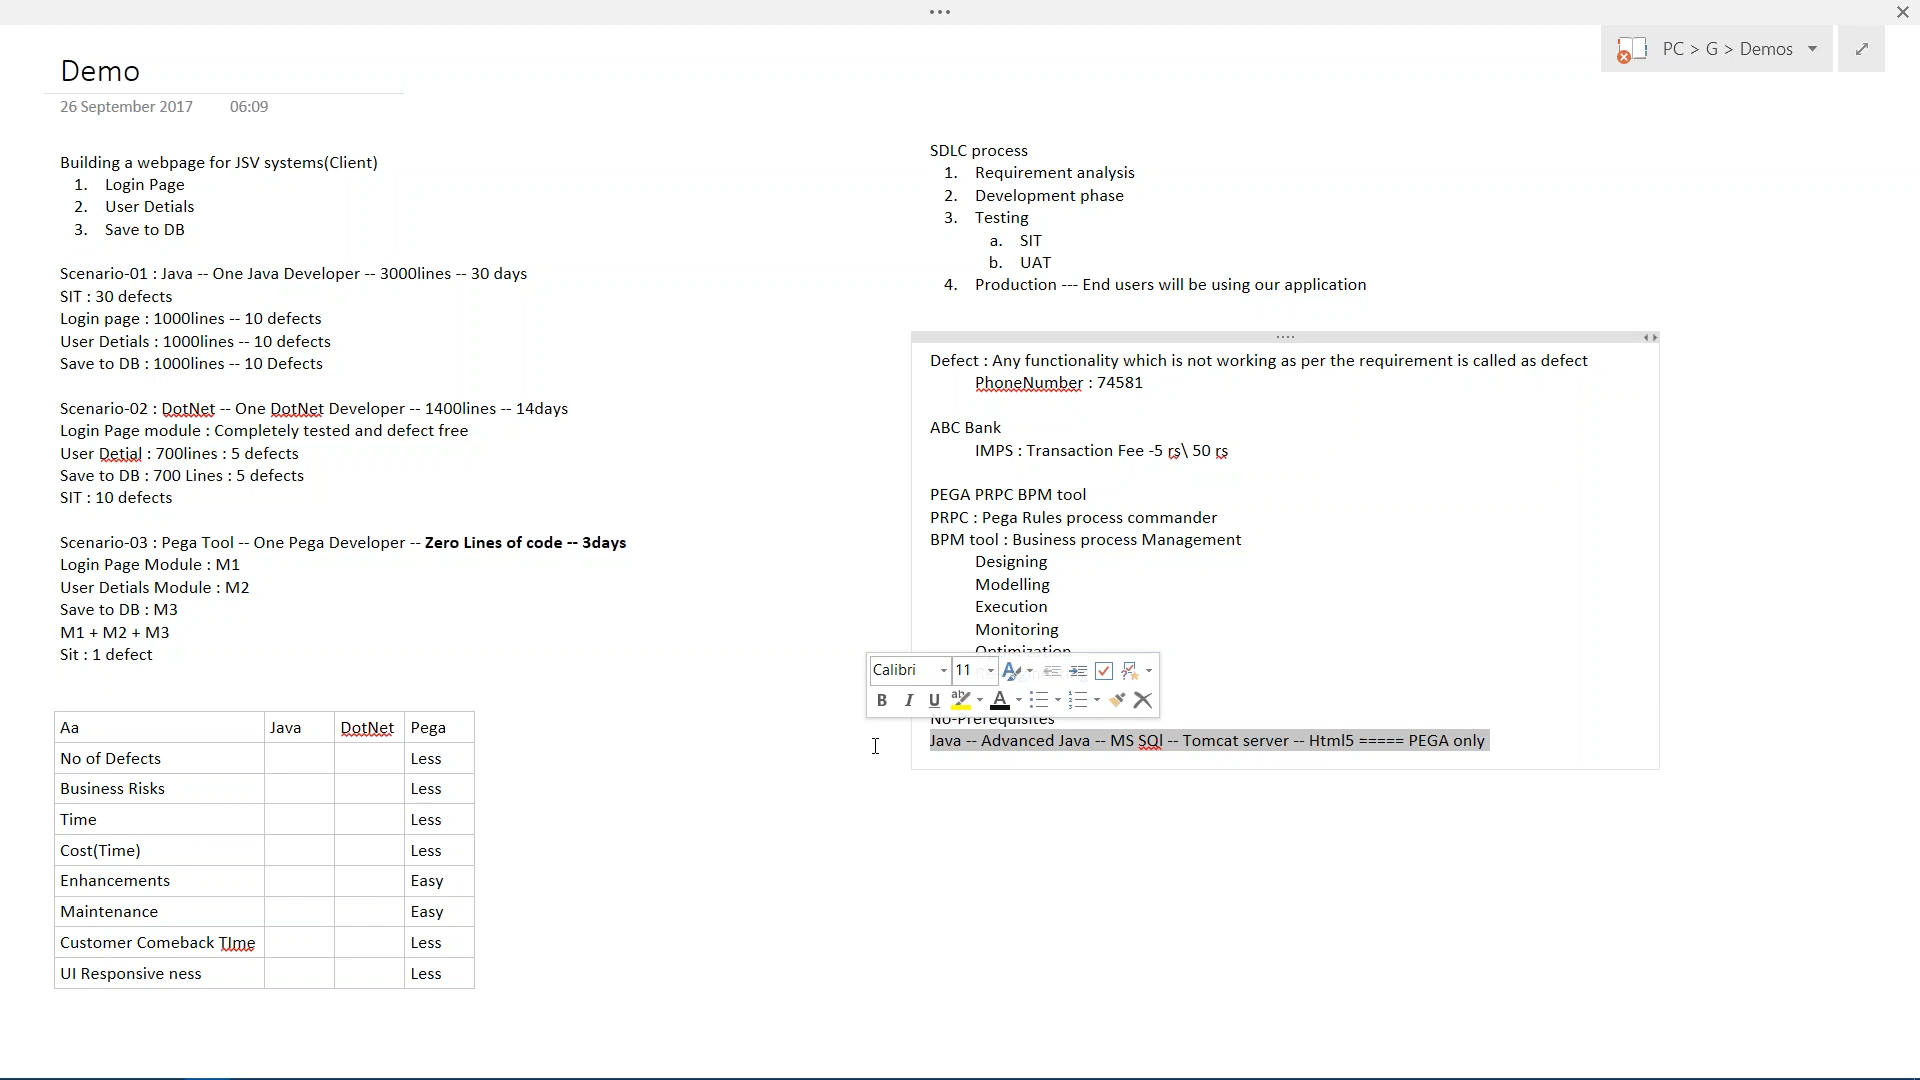 PC > G > Demos
Demo
26 September 2017 06:09
Building a webpage for JSV systems(Client)
1. Login Page
2. User Detials
3. Save to DB
Scenario-01 : Java -- One Java Developer -- 3000lines -- 30 days
SIT : 30 defects
Login page : 1000lines -- 10 defects
User Detials : 1000lines -- 10 defects
Save to DB : 1000lines -- 10 Defects
Scenario-02 : DotNet -- One DotNet Developer -- 1400lines -- 14days
Login Page module : Completely tested and defect free
User Detial : 700lines : 5 defects
Save to DB : 700 Lines : 5 defects
SIT : 10 defects
Scenario-03 : Pega Tool -- One Pega Developer -- Zero Lines of code -- 3days
Login Page Module : M1
User Detials Module : M2
Save to DB : M3
M1 + M2 + M3
Sit : 1 defect
Aa Java DotNet Pega
No of Defects Less
Business Risks Less
Time Less
Cost(Time) Less
Enhancements Easy
Maintenance Easy
Customer Comeback TIme Less
UI Responsive ness Less
SDLC process
1. Requirement analysis
2. Development phase
3. Testing
a. SIT
b. UAT
4. Production --- End users will be using our application
Defect : Any functionality which is not working as per the requirement is called as defect
PhoneNumber : 74581
ABC Bank
IMPS : Transaction Fee -5 rs\ 50 rs
PEGA PRPC BPM tool
PRPC : Pega Rules process commander
BPM tool : Business process Management
Designing
Modelling
Execution
Monitoring
Optimization
Calibri 11
B I U ab A
No-Prerequisites
Java -- Advanced Java -- MS SQl -- Tomcat server -- Html5 ===== PEGA only